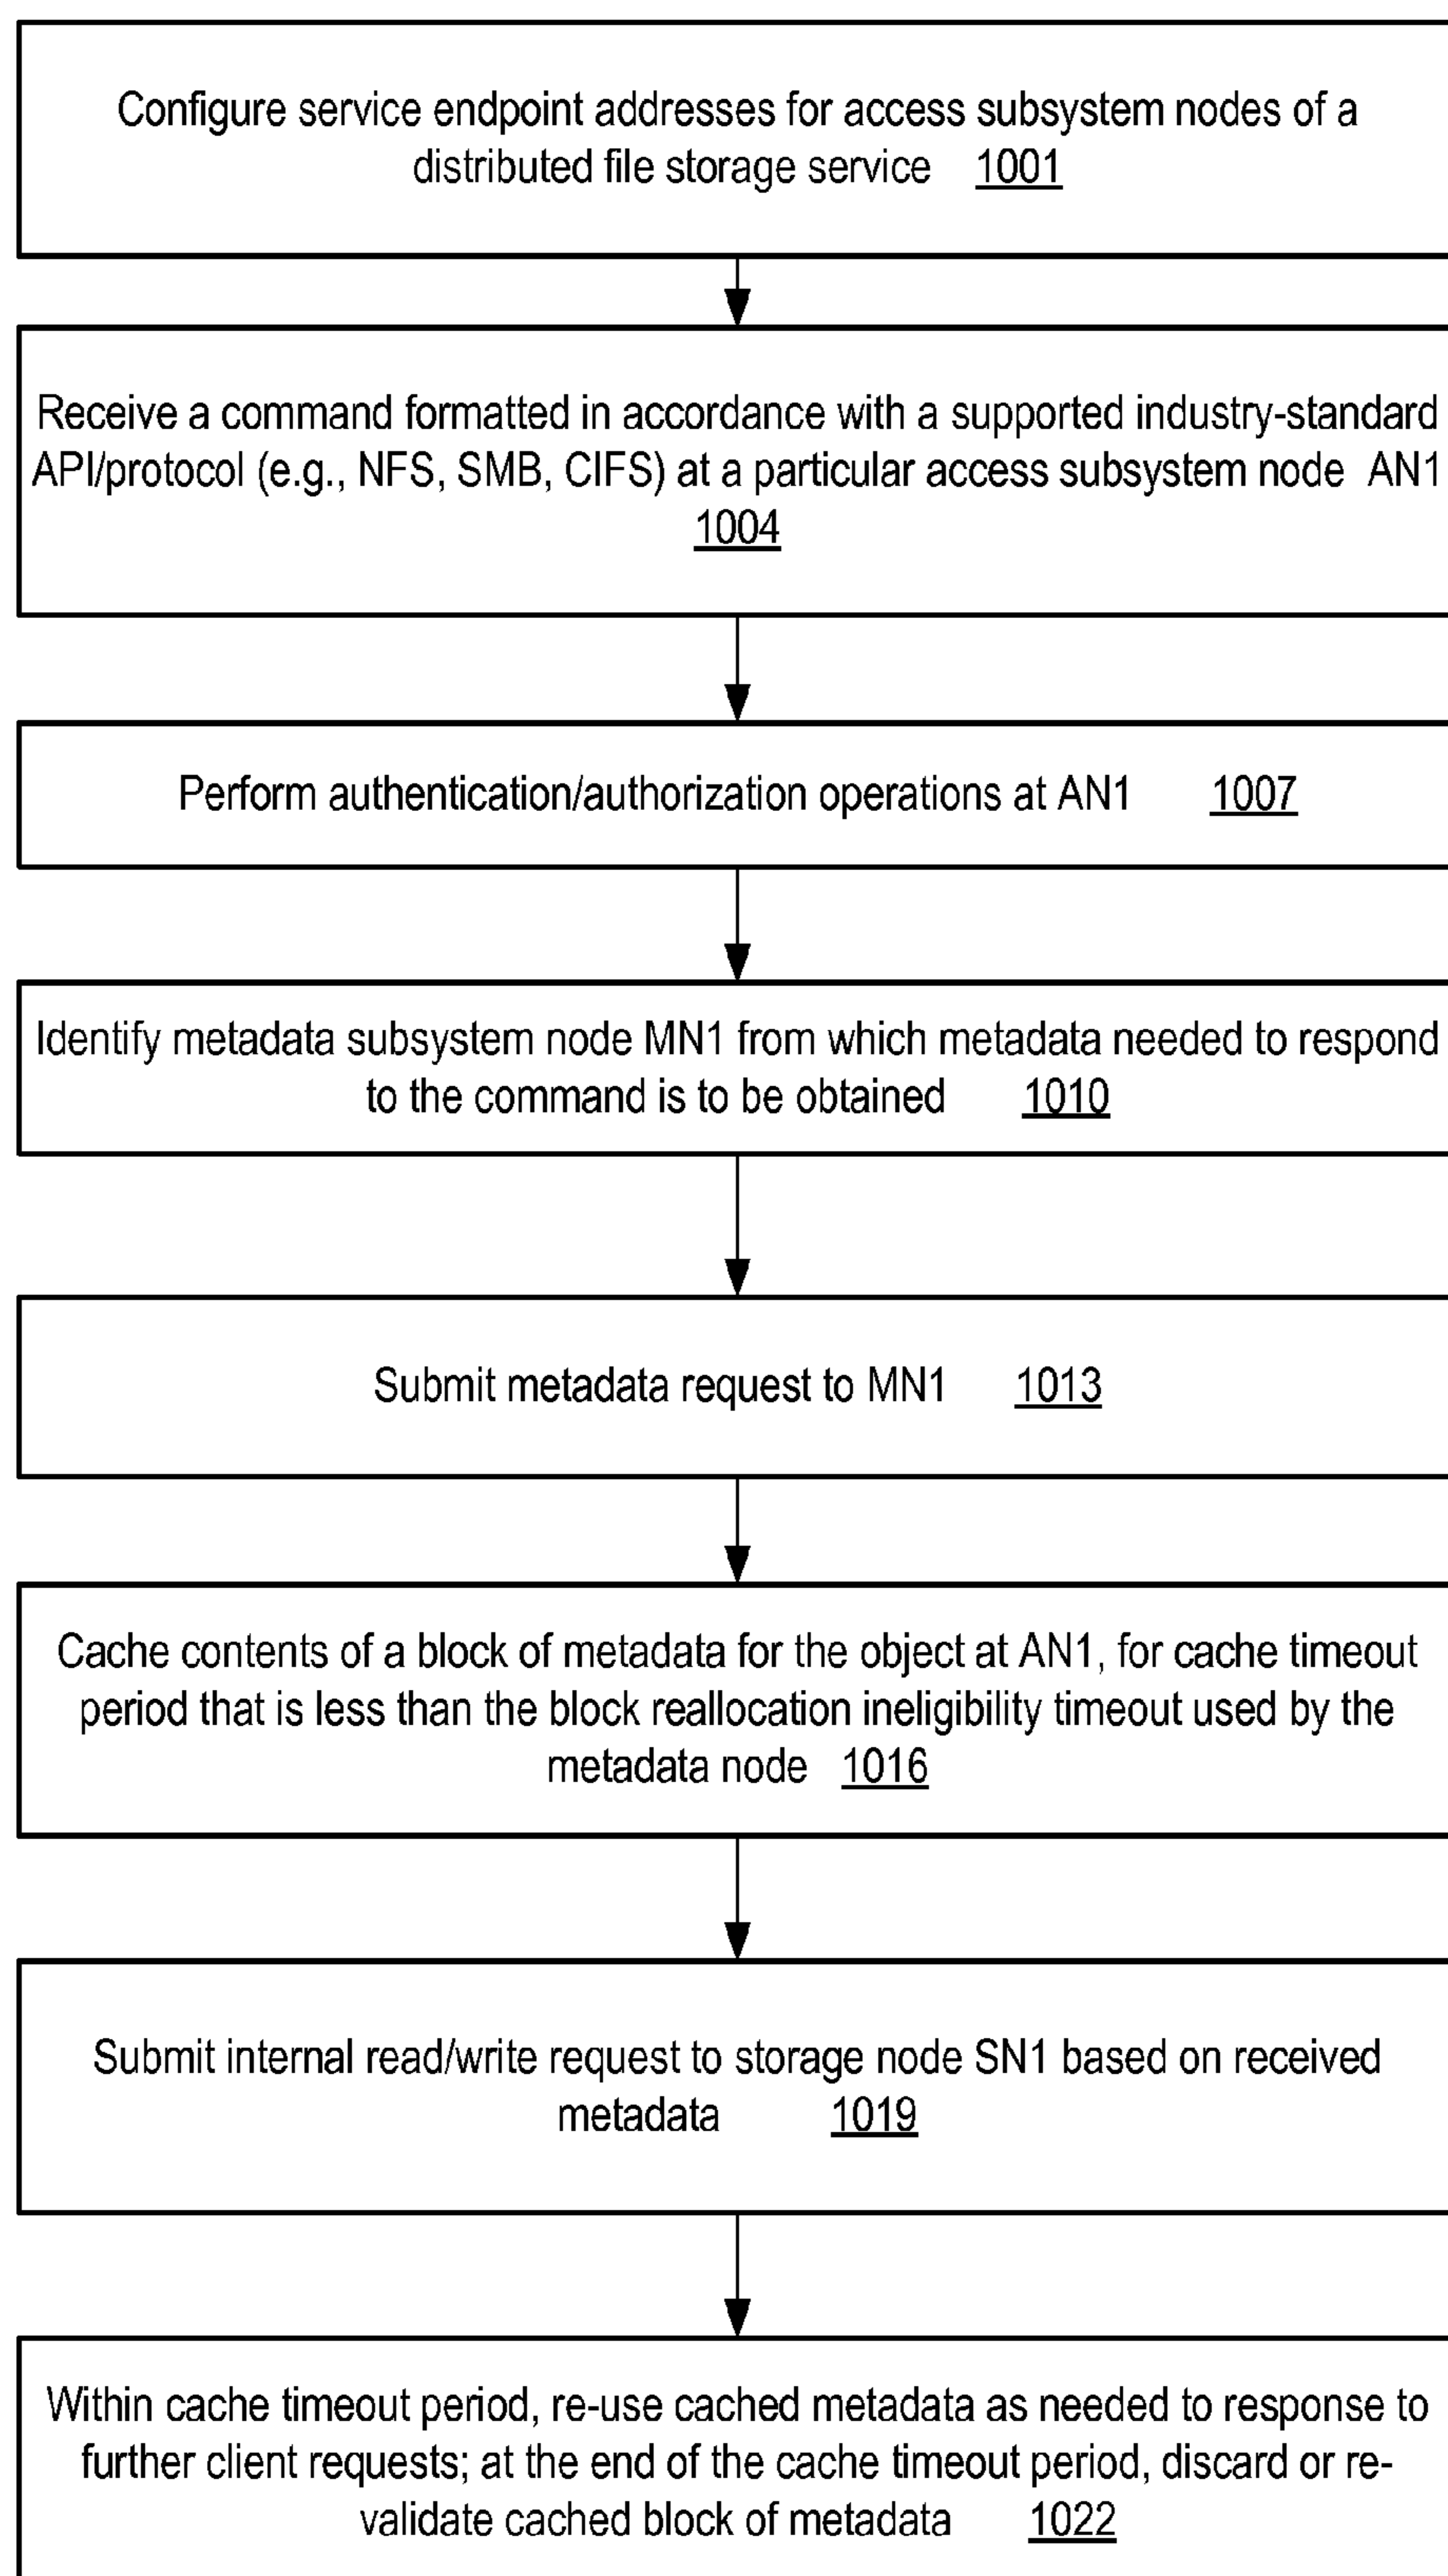 Configure service endpoint addresses for access subsystem nodes of a
distributed file storage service 1001
Receive a command formatted in accordance with a supported industry-standard
API/protocol (e.g., NFS, SMB, CIFS) at a particular access subsystem node AN1
1004
Perform authentication/authorization operations at AN1 1007
Identify metadata subsystem node MN1 from which metadata needed to respond
to the command is to be obtained 1010
Submit metadata request to MN1 1013
Cache contents of a block of metadata for the object at AN1, for cache timeout
period that is less than the block reallocation ineligibility timeout used by the
metadata node 1016
Submit internal read/write request to storage node SN1 based on received
metadata 1019
Within cache timeout period, re-use cached metadata as needed to response to
further client requests; at the end of the cache timeout period, discard or re-
validate cached block of metadata 1022